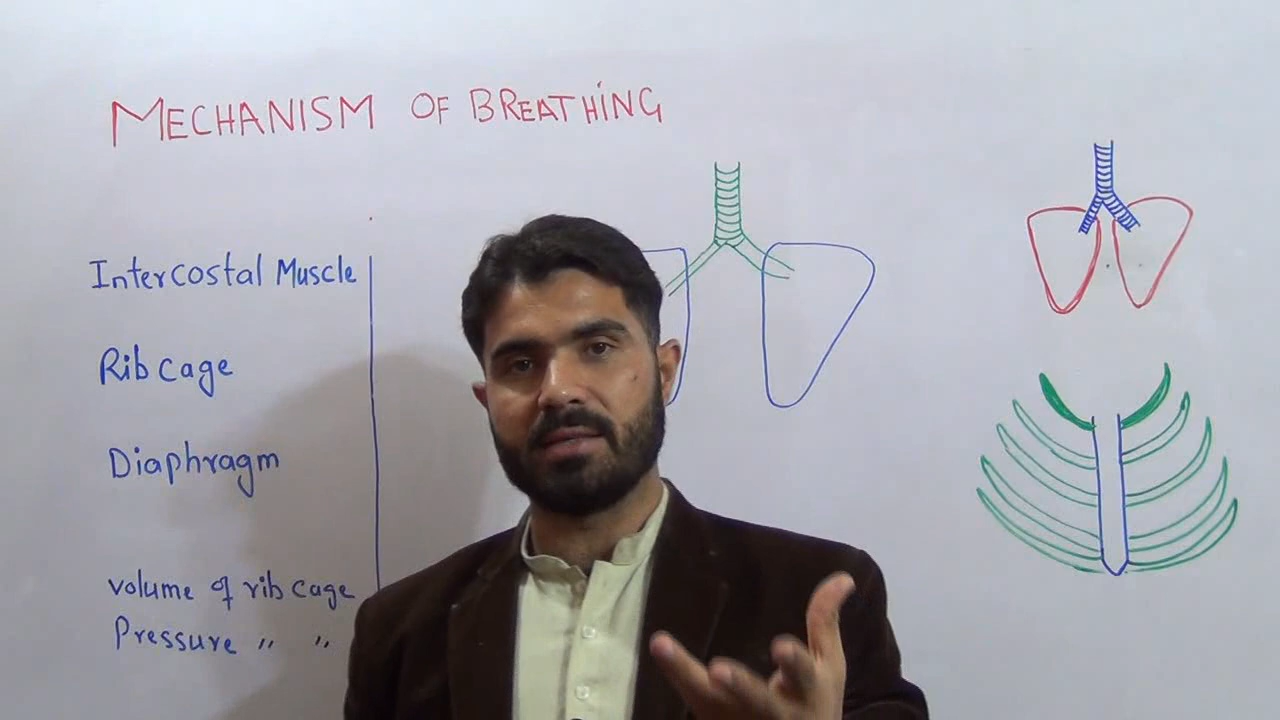 MECHANISM OF BREATHING
Intercostal Muscle
Rib cage
Diaphragm
volume of rib cage
Pressure " "